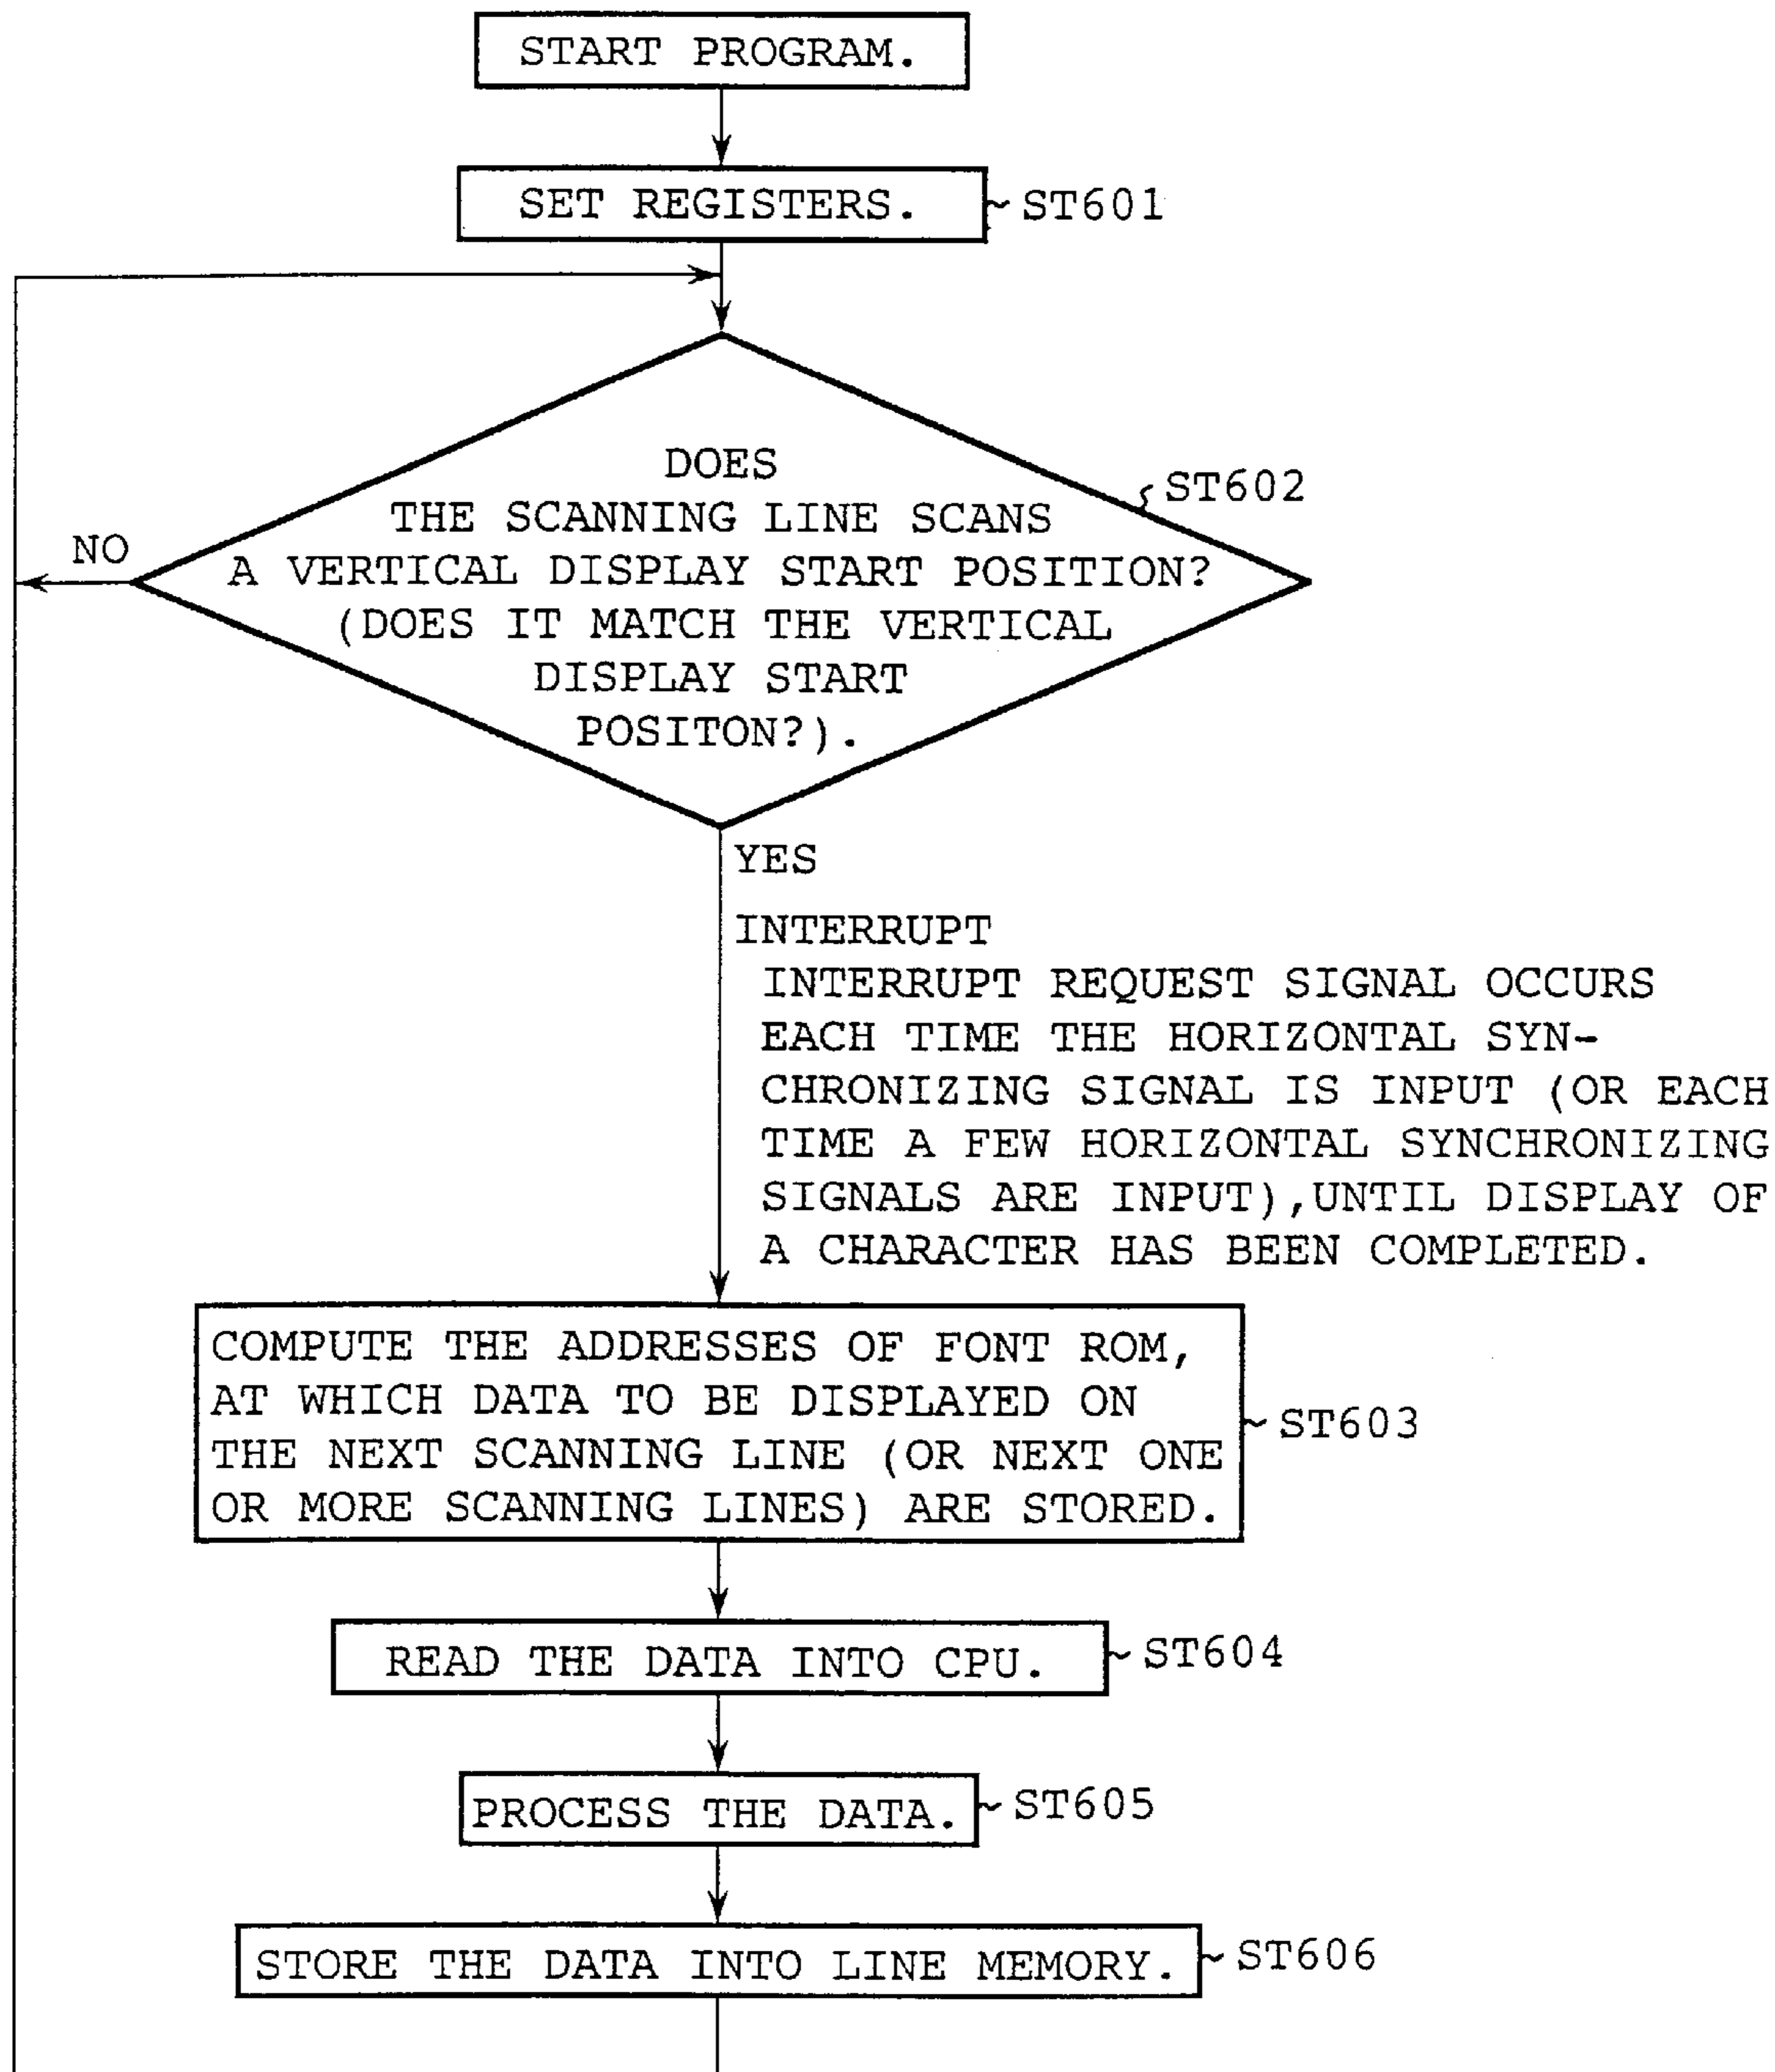 START PROGRAM.
SET REGISTERS.
ST601
DOES
THE SCANNING LINE SCANS
A VERTICAL DISPLAY START POSITION?
(DOES IT MATCH THE VERTICAL
DISPLAY START
POSITON?).
ST602
NO
YES
INTERRUPT
INTERRUPT REQUEST SIGNAL OCCURS
EACH TIME THE HORIZONTAL SYN-
CHRONIZING SIGNAL IS INPUT (OR EACH
TIME A FEW HORIZONTAL SYNCHRONIZING
SIGNALS ARE INPUT),UNTIL DISPLAY OF
A CHARACTER HAS BEEN COMPLETED.
COMPUTE THE ADDRESSES OF FONT ROM,
AT WHICH DATA TO BE DISPLAYED ON
THE NEXT SCANNING LINE (OR NEXT ONE
OR MORE SCANNING LINES) ARE STORED.
ST603
READ THE DATA INTO CPU.
ST604
PROCESS THE DATA.
ST605
STORE THE DATA INTO LINE MEMORY.
ST606